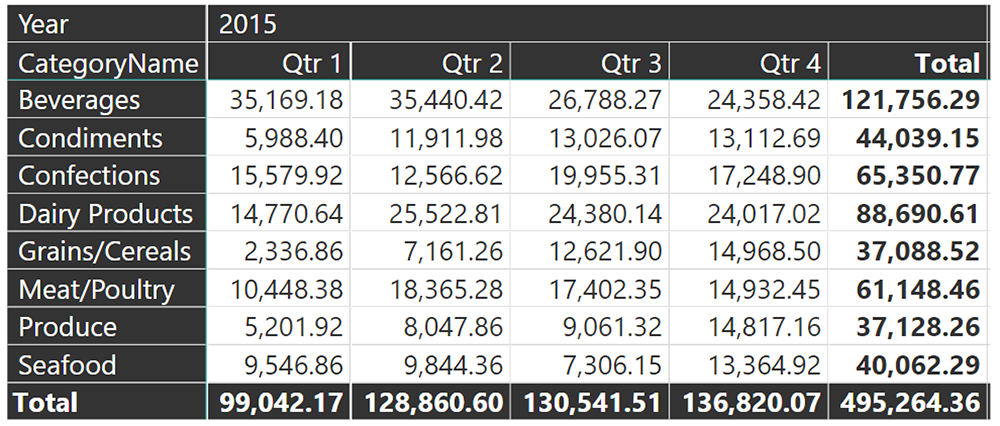 Year 2015
CategoryName Qtr 1 Qtr 2 Qtr 3 Qtr 4 Total
Beverages 35,169.18 35,440.42 26,788.27 24,358.42 121,756.29
Condiments 5,988.40 11,911.98 13,026.07 13,112.69 44,039.15
Confections 15,579.92 12,566.62 19,955.31 17,248.90 65,350.77
Dairy Products 14,770.64 25,522.81 24,380.14 24,017.02 88,690.61
Grains/Cereals 2,336.86 7,161.26 12,621.90 14,968.50 37,088.52
Meat/Poultry 10,448.38 18,365.28 17,402.35 14,932.45 61,148.46
Produce 5,201.92 8,047.86 9,061.32 14,817.16 37,128.26
Seafood 9,546.86 9,844.36 7,306.15 13,364.92 40,062.29
Total 99,042.17 128,860.60 130,541.51 136,820.07 495,264.36